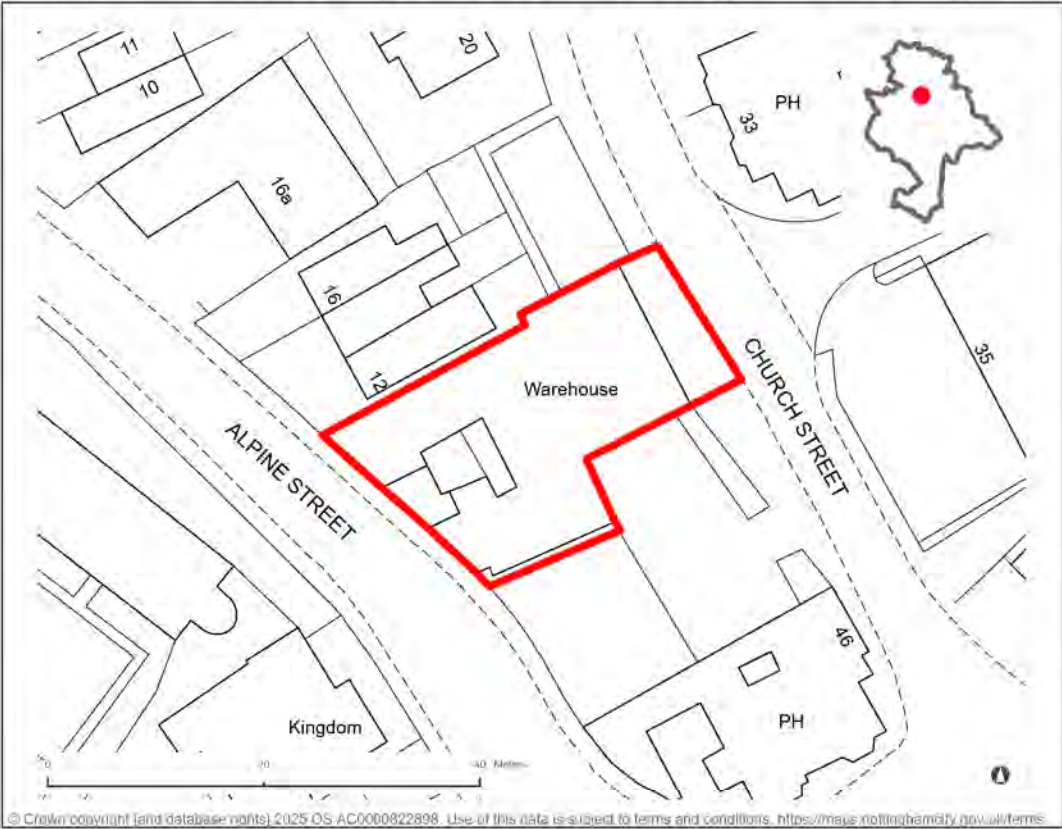 11
10
20
PH
33
16a
16
12
Warehouse
CHURCH STREET
35
ALPINE STREET
46
PH
Kingdom
0
20
40 Metres
© Crown copyright [and database rights] 2025 OS AC0000822898. Use of this data is subject to terms and conditions. https://maps.nottinghamcity.gov.uk/terms